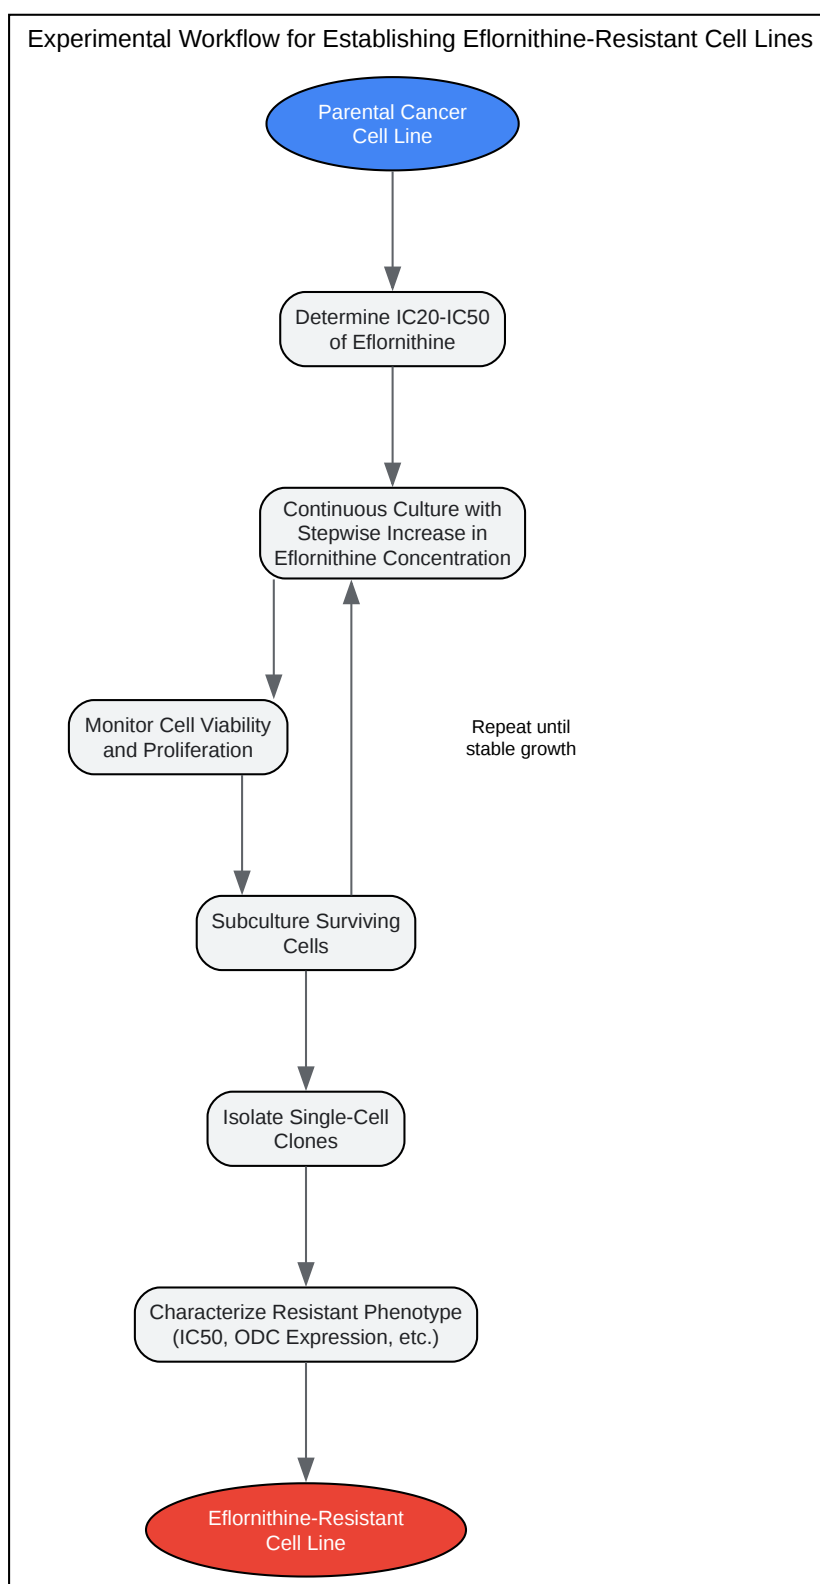 Experimental Workflow for Establishing Eflornithine-Resistant Cell Lines
Parental Cancer
Cell Line
Determine IC20-IC50
of Eflornithine
Continuous Culture with
Stepwise Increase in
Eflornithine Concentration
Monitor Cell Viability
and Proliferation
Repeat until
stable growth
Subculture Surviving
Cells
Isolate Single-Cell
Clones
Characterize Resistant Phenotype
(IC50, ODC Expression, etc.)
Eflornithine-Resistant
Cell Line